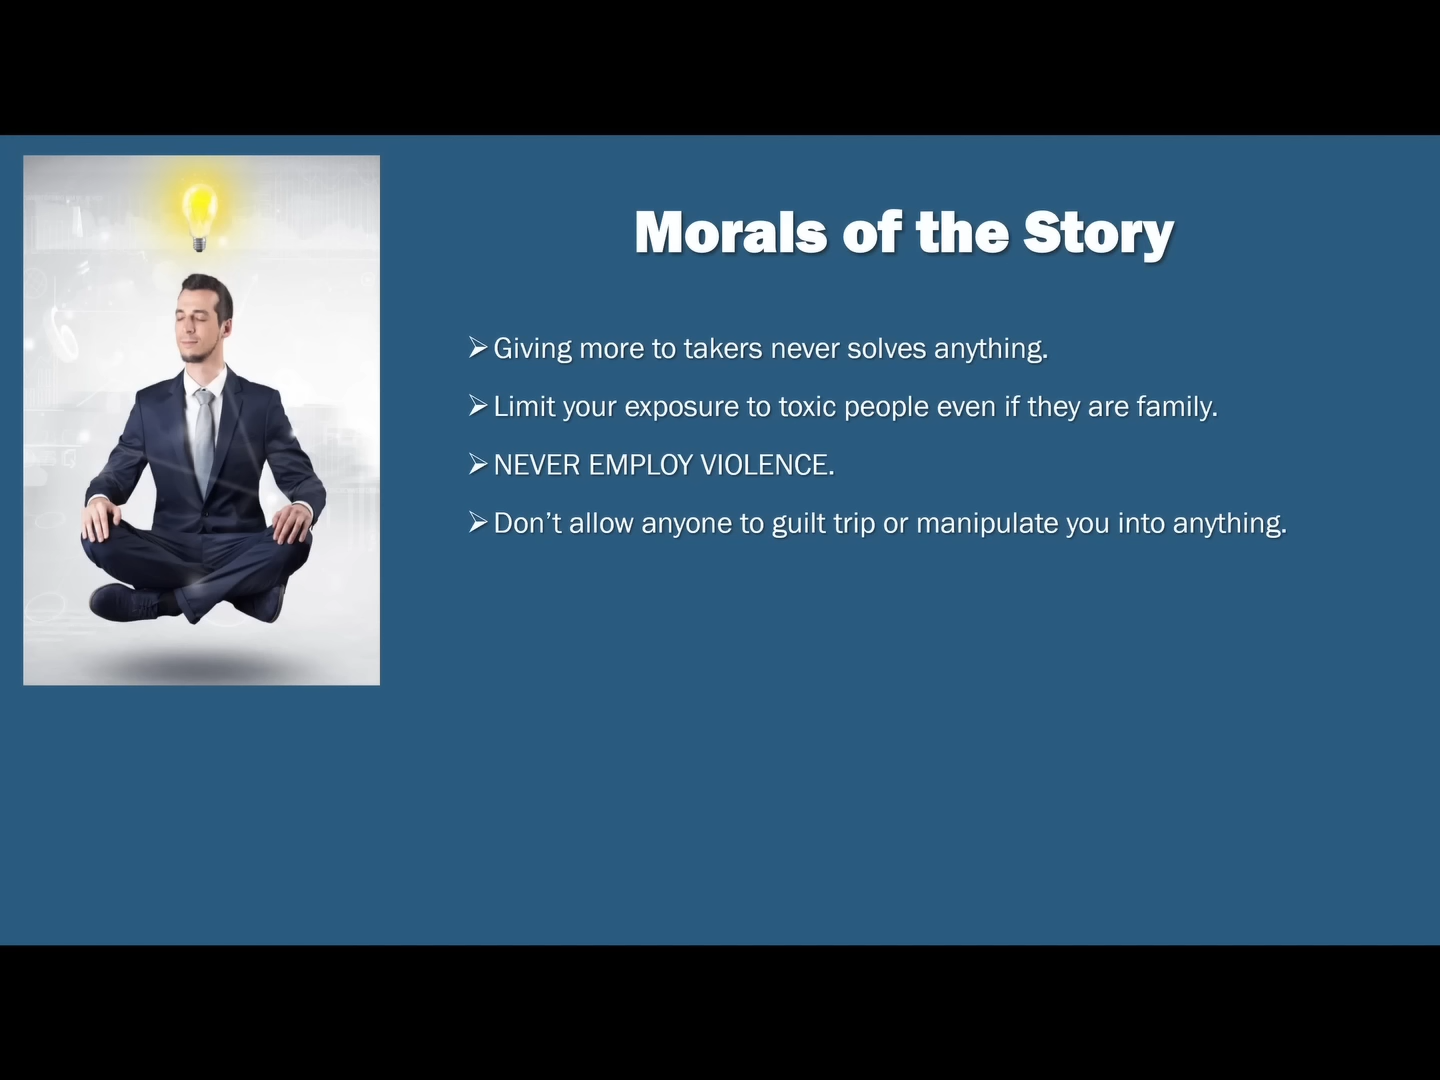 Morals of the Story
➢Giving more to takers never solves anything.
➢Limit your exposure to toxic people even if they are family.
➢NEVER EMPLOY VIOLENCE.
➢Don’t allow anyone to guilt trip or manipulate you into anything.